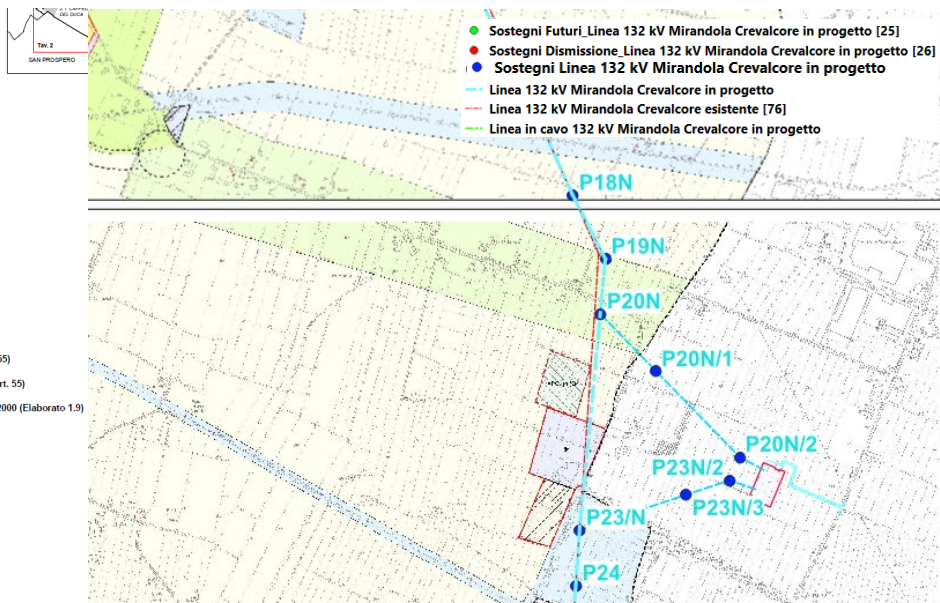 DEL DUCA
Tav. 2
SAN PROSPERO
Sostegni Futuri_Linea 132 kV Mirandola Crevalcore in progetto [25]
Sostegni Dismissione_Linea 132 kV Mirandola Crevalcore in progetto [26]
Sostegni Linea 132 kV Mirandola Crevalcore in progetto
Linea 132 kV Mirandola Crevalcore in progetto
Linea 132 kV Mirandola Crevalcore esistente [76]
Linea in cavo 132 kV Mirandola Crevalcore in progetto
P18N
P19N
P20N
P20N/1
55)
rt. 55)
2000 (Elaborato 1.9)
P20N/2
P23N/2
P23N/3
P23/N
P24